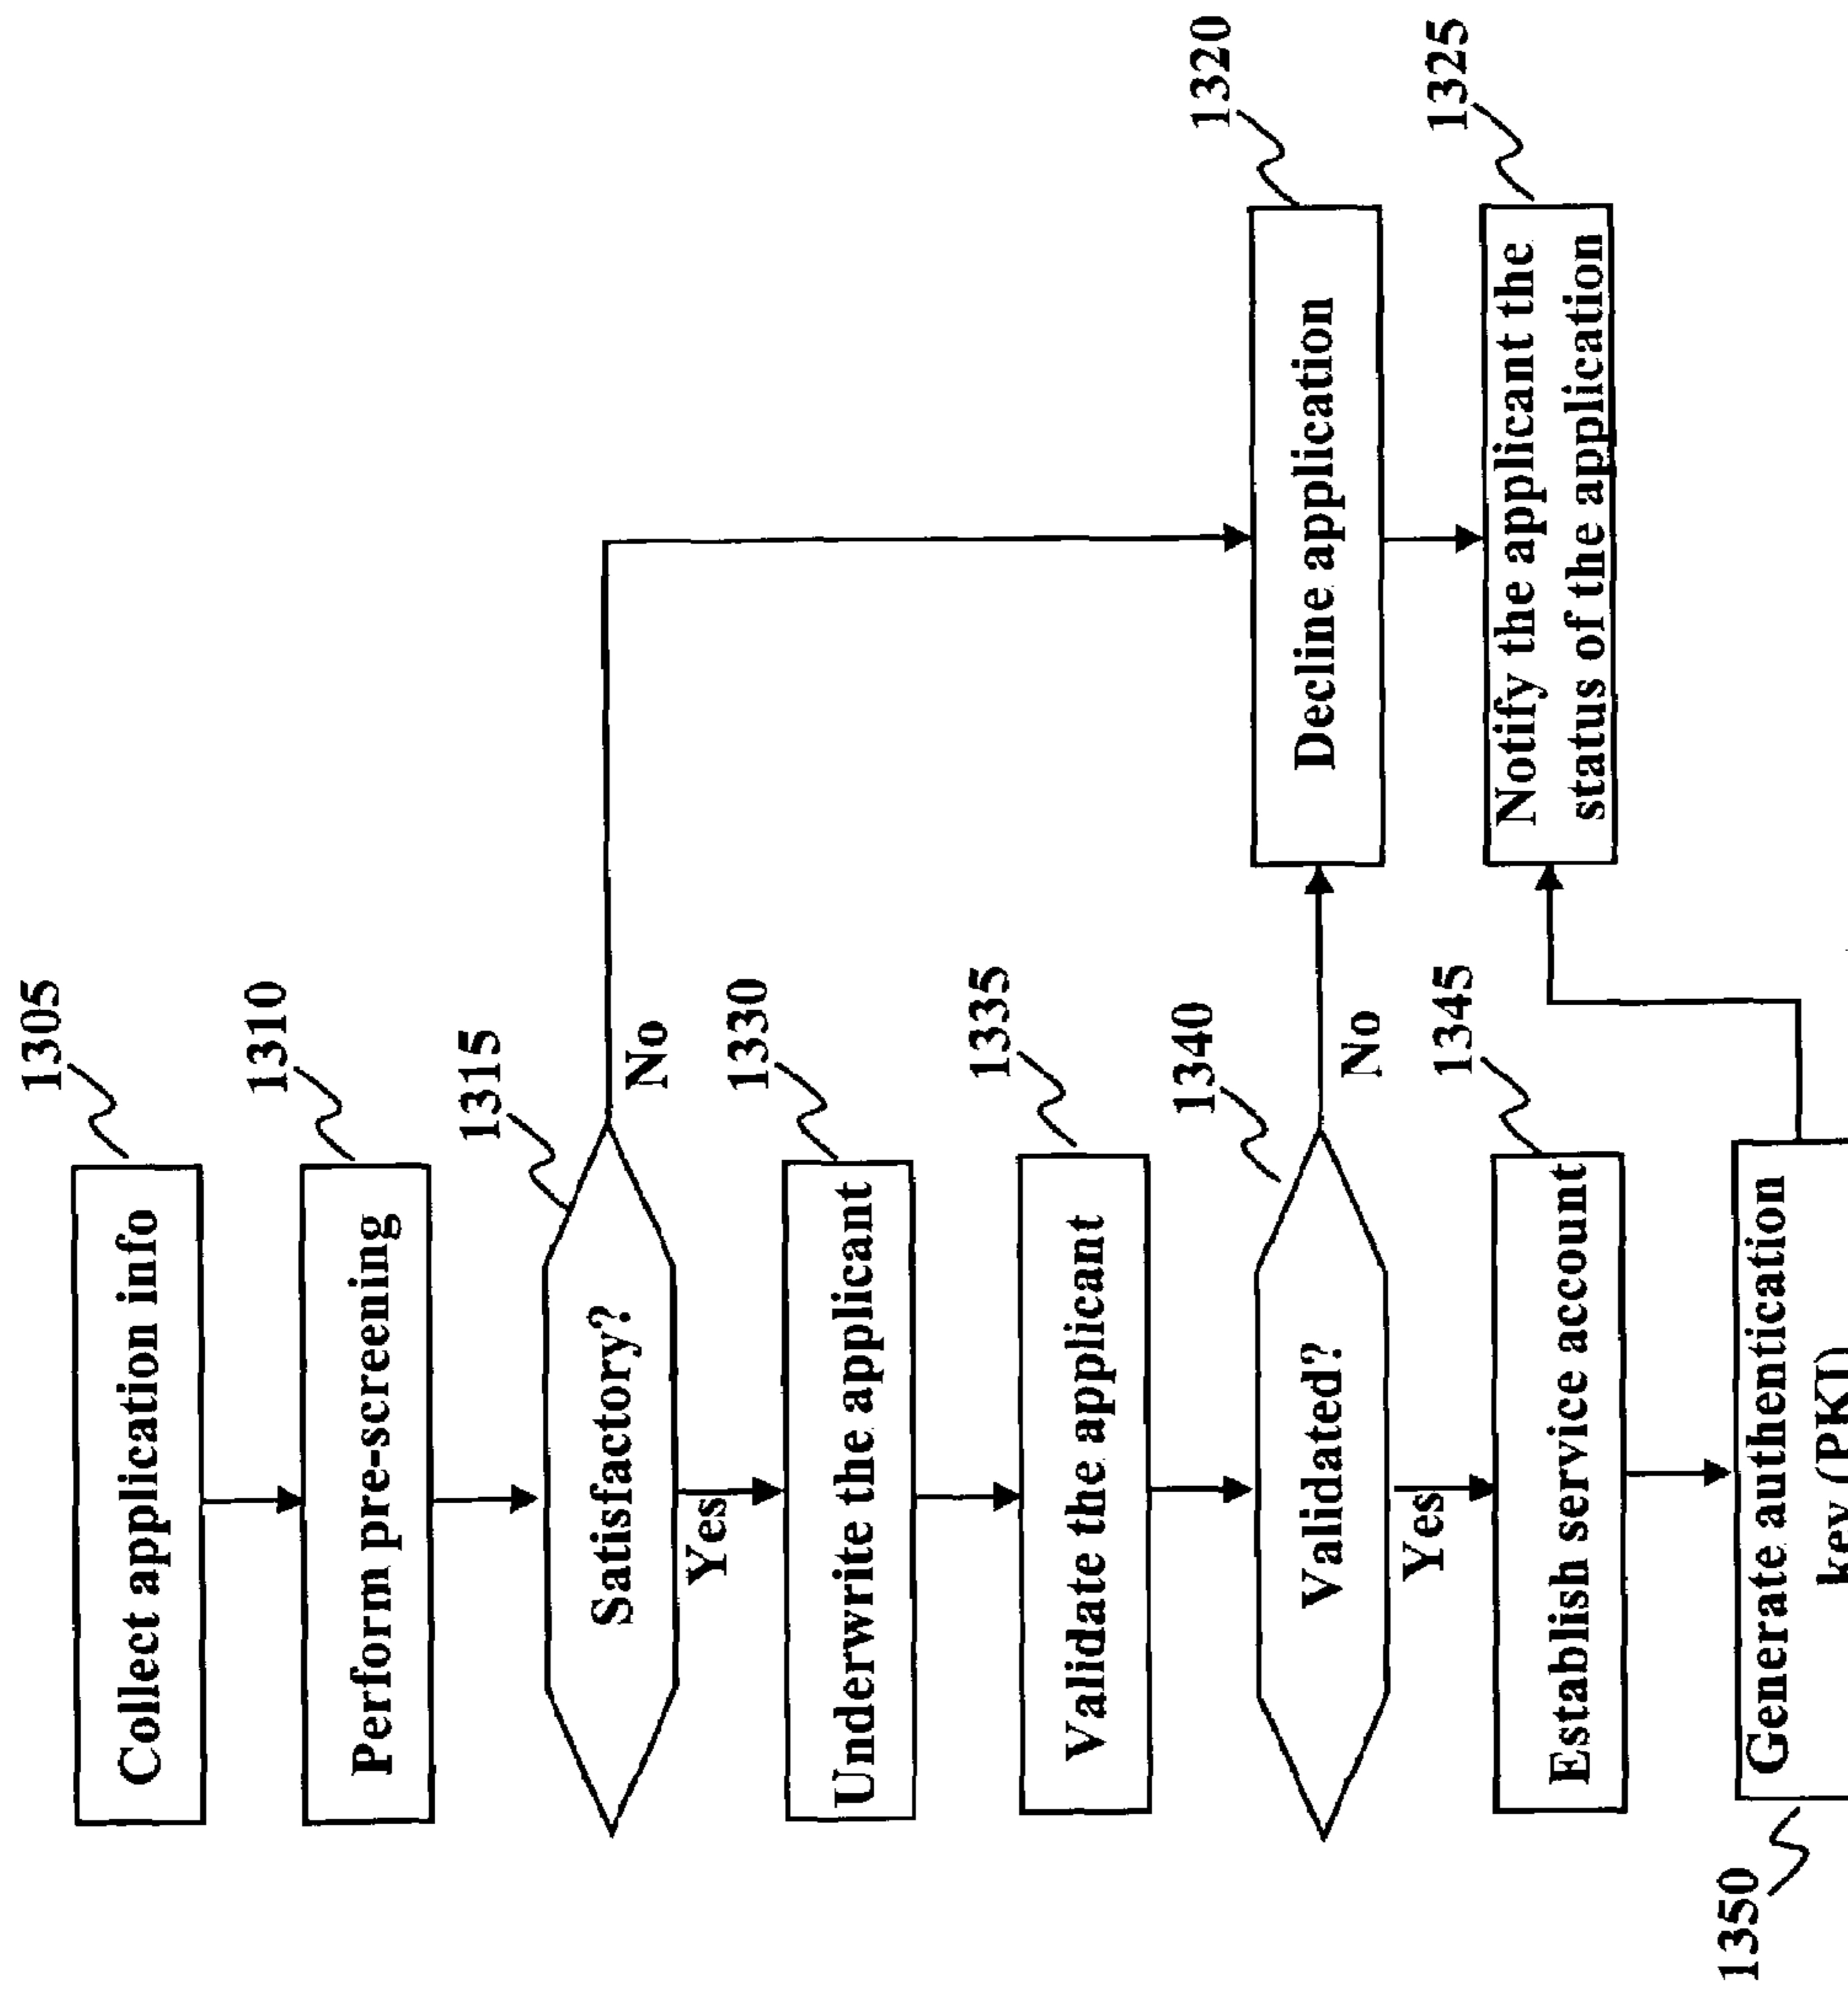 1305
Collect application info
1310
Perform pre-screening
1315
Satisfactory?
No
Yes
1330
Underwrite the applicant
1335
Validate the applicant
1340
Validated?
No
Yes
1320
Decline application
1325
Notify the applicant the
status of the application
1345
Establish service account
1350
Generate authentication
key (PKI)